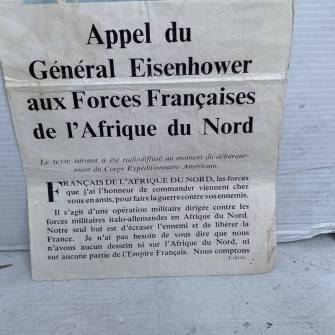 Appel du
Général Eisenhower
aux Forces Françaises
de l'Afrique du Nord
Le texte suivant a été radiodiffusé au moment du débarque-
ment du Corps Expéditionnaire Américain.
FRANÇAIS DE L'AFRIQUE DU NORD, les forces
que j'ai l'honneur de commander viennent chez
vous en amis, pour faire la guerre contre vos ennemis.
Il s'agit d'une opération militaire dirigée contre les
forces militaires italo-allemandes en Afrique du Nord.
Notre seul but est d'écraser l'ennemi et de libérer la
France. Je n'ai pas besoin de vous dire que nous
n'avons aucun dessein ni sur l'Afrique du Nord, ni
sur aucune partie de l'Empire Français. Nous comptons